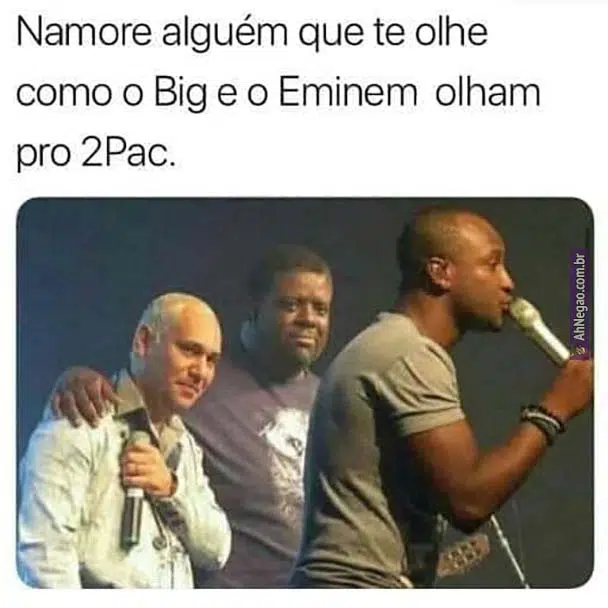 Namore alguém que te olhe
como o Big e o Eminem olham
pro 2Pac.
AhNegao.com.br